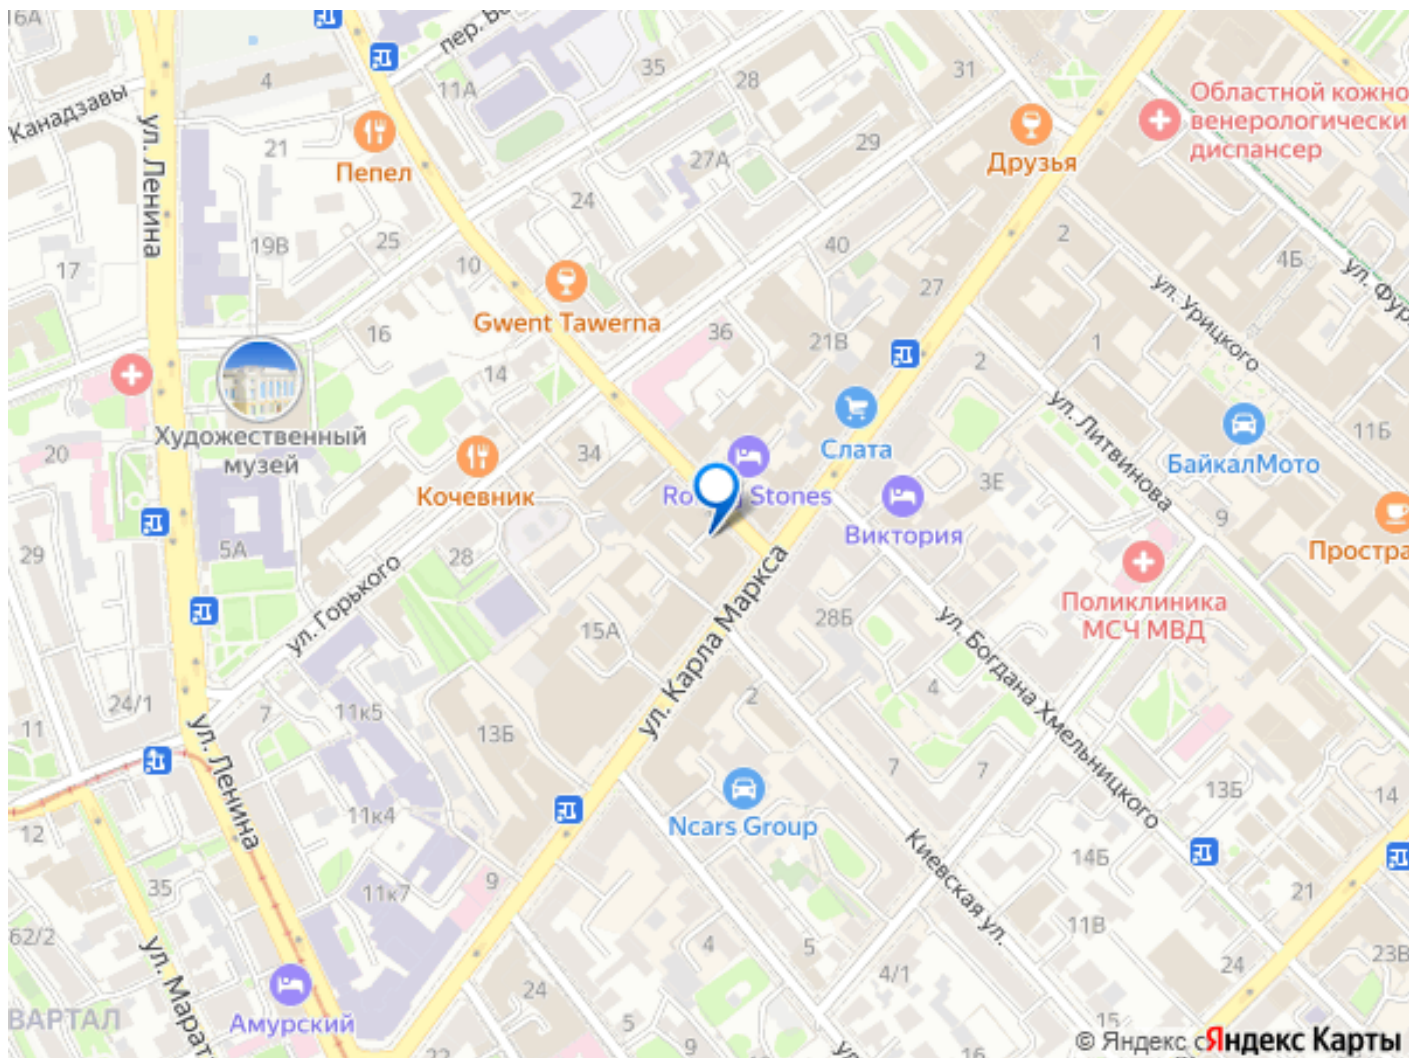 16А
пер. Бо
4
11А
35
28
31
Областной кожно
венерологически
диспансер
Канадзавы
ул. Ленина
21
Пепел
27А
29
Друзья
24
19В
25
17
10
40
2
4Б
ул. Фур
Gwent Tawerna
16
36
27
21В
ул. Урицкого
1
2
14
Художественный
музей
20
Кочевник
34
Слата
ул. Литвинова
БайкалМото
11Б
Stones
3Е
9
Виктория
Простра
29
5А
28
ул. Горького
15А
28Б
Поликлиника
МСЧ МВД
ул. Карла Маркса
ул. Богдана Хмельницкого
4
24/1
11
7
11к5
13Б
2
7
7
ул. Ленина
12
11к4
Ncars Group
13Б
14
Киевская ул.
14Б
35
11к7
9
21
11В
62/2
ул. Марат
4
5
4/1
24
23В
24
ВАРТАЛ
Амурский
5
15
22
9
ул.
© Яндекс
Яндекс Карты